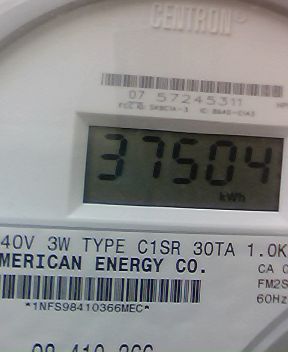 CENTRON®
07 57245311
37504
kWh
40V 3W TYPE C1SR 30TA 1.0K
MERICAN ENERGY CO.
CA 0
FM2S
60Hz
*1NFS98410366MEC*